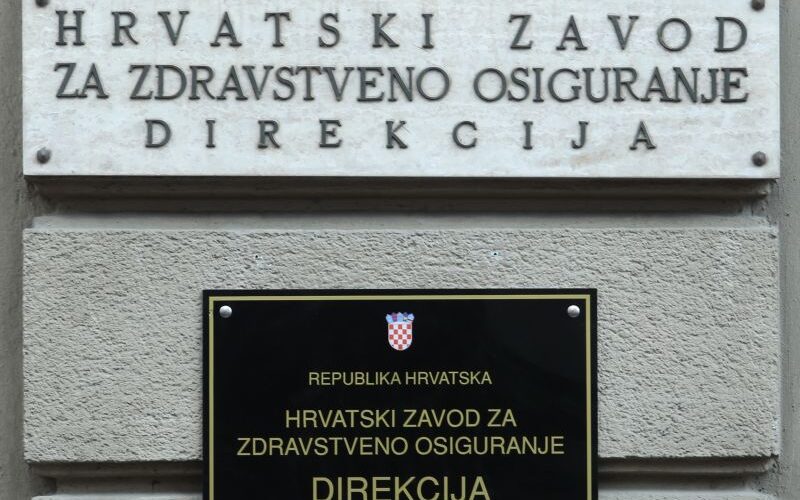 HRVATSKI ZAVOD
ZA ZDRAVSTVENO OSIGURANJE
DIREKCIJA
REPUBLIKA HRVATSKA
HRVATSKI ZAVOD ZA
ZDRAVSTVENO OSIGURANJE
DIREKCIJA